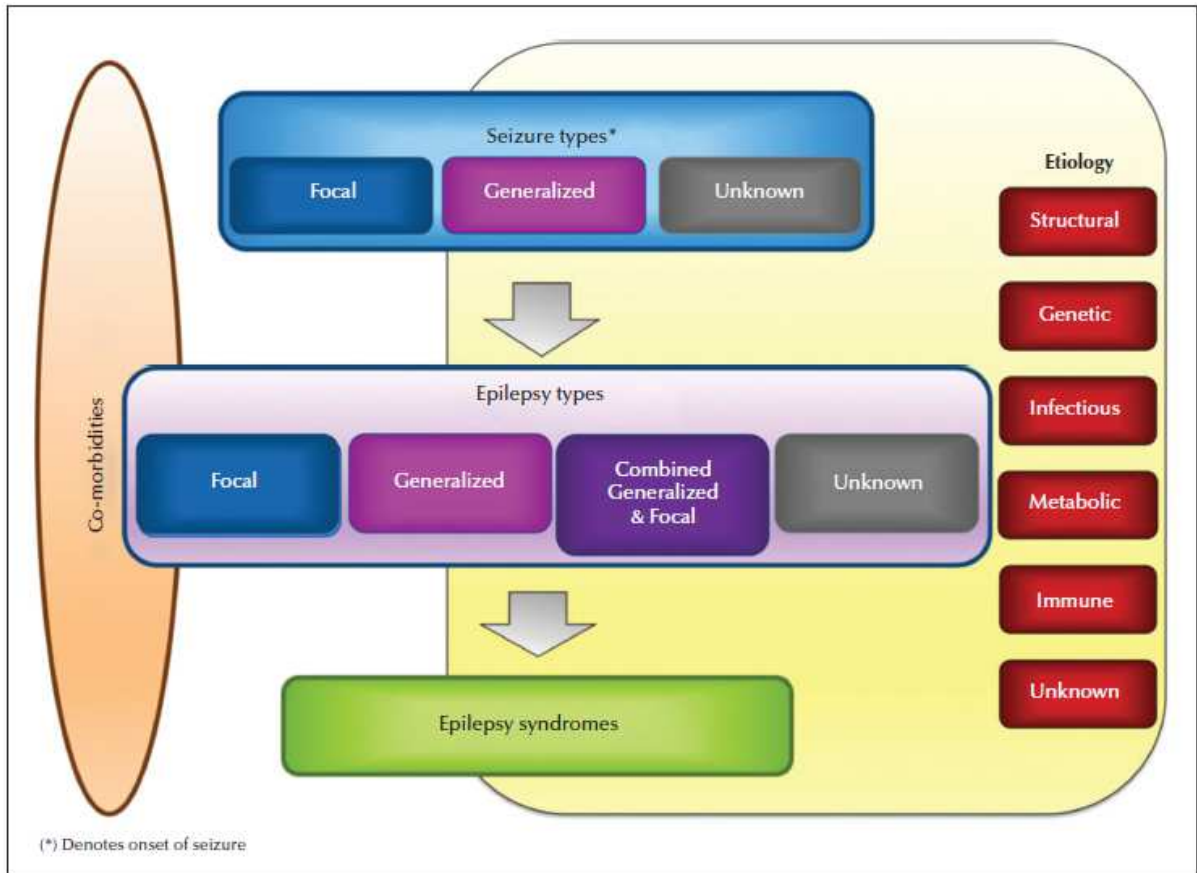 Seizure types*
Focal
Generalized
Unknown
Etiology
Structural
Genetic
Infectious
Metabolic
Immune
Unknown
Co-morbidities
Epilepsy types
Focal
Generalized
Combined
Generalized
& Focal
Unknown
Epilepsy syndromes
(*) Denotes onset of seizure